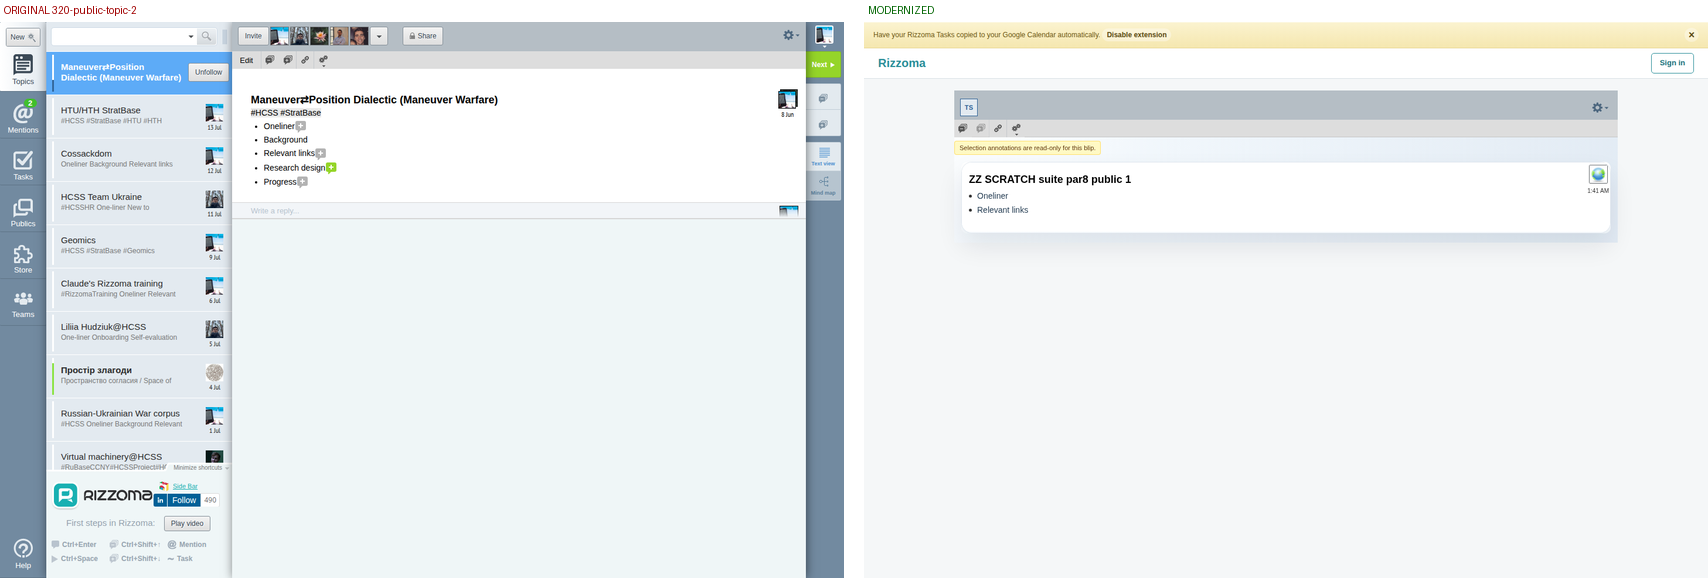 ORIGINAL 320-public-topic-2
New
Topics
2
Mentions
Tasks
Publics
Store
Teams
Help
Maneuver⇄Position
Dialectic (Maneuver Warfare)
Unfollow
HTU/HTH StratBase
#HCSS #StratBase #HTU #HTH
13 Jul
Cossackdom
Oneliner Background Relevant links
12 Jul
HCSS Team Ukraine
#HCSSHR One-liner New to
11 Jul
Geomics
#HCSS #StratBase #Geomics
9 Jul
Claude's Rizzoma training
#RizzomaTraining Oneliner Relevant
6 Jul
Liliia Hudziuk@HCSS
One-liner Onboarding Self-evaluation
5 Jul
Простір злагоди
Пространство согласия / Space of
4 Jul
Russian-Ukrainian War corpus
#HCSS Oneliner Background Relevant
1 Jul
Virtual machinery@HCSS
Minimize shortcuts
RIZZOMA
Side Bar
in Follow 490
First steps in Rizzoma: Play video
Ctrl+Enter Ctrl+Shift+↑ @ Mention
Ctrl+Space Ctrl+Shift+↓ ~ Task
Invite
Share
Edit
Maneuver⇄Position Dialectic (Maneuver Warfare)
#HCSS #StratBase
8 Jun
• Oneliner
• Background
• Relevant links
• Research design
• Progress
Write a reply...
Next
Text view
Mind map
MODERNIZED
Have your Rizzoma Tasks copied to your Google Calendar automatically. Disable extension ×
Rizzoma
Sign in
TS
Selection annotations are read-only for this blip.
ZZ SCRATCH suite par8 public 1
1:41 AM
• Oneliner
• Relevant links